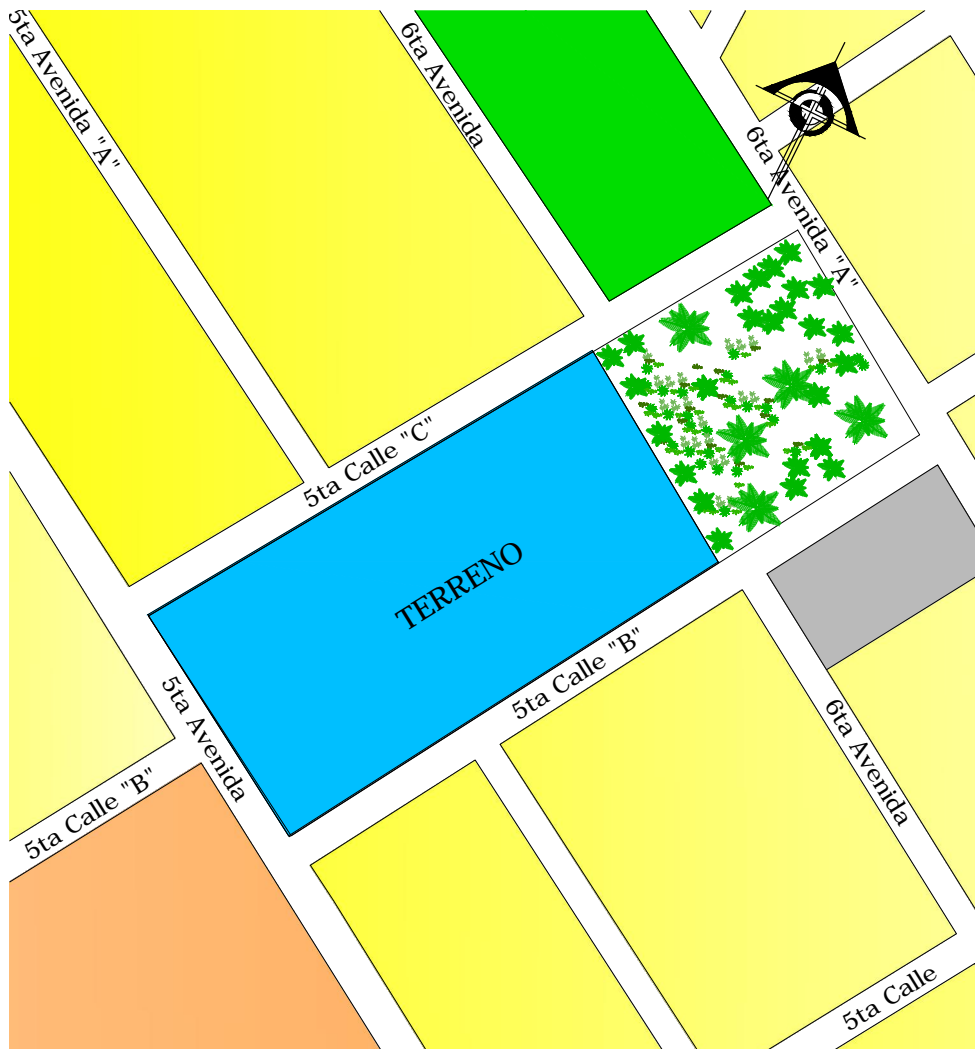 5ta Avenida "A"
6ta Avenida
6ta Avenida "A"
5ta Calle "C"
TERRENO
5ta Calle "B"
5ta Avenida
6ta Avenida
5ta Calle "B"
5ta Calle